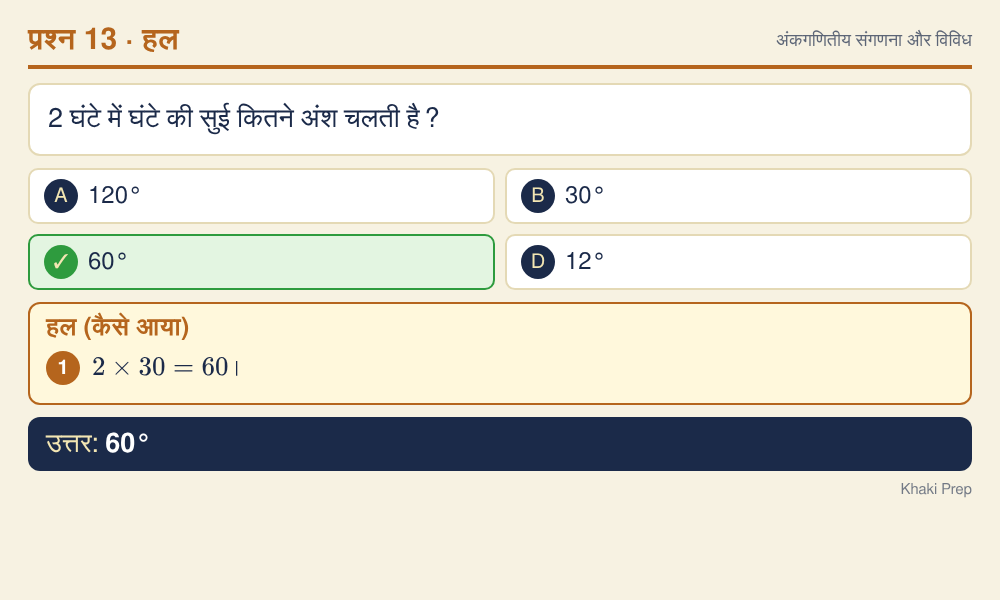 प्रश्न 13 · हल
अंकगणितीय संगणना और विविध
2 घंटे में घंटे की सुई कितने अंश चलती है ?
A 120°
B 30°
✓ 60°
D 12°
हल (कैसे आया)
1 2 × 30 = 60।
उत्तर: 60°
Khaki Prep